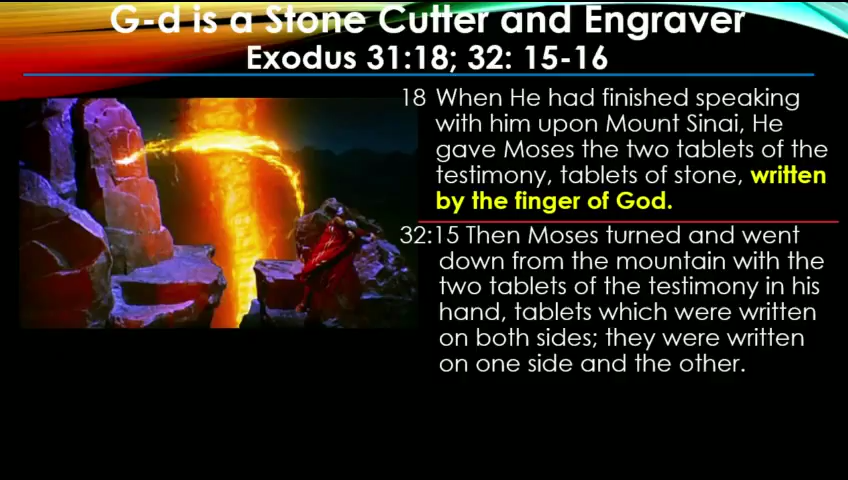 G-d is a Stone Cutter and Engraver
Exodus 31:18; 32: 15-16
18 When He had finished speaking
with him upon Mount Sinai, He
gave Moses the two tablets of the
testimony, tablets of stone, written
by the finger of God.
32:15 Then Moses turned and went
down from the mountain with the
two tablets of the testimony in his
hand, tablets which were written
on both sides; they were written
on one side and the other.